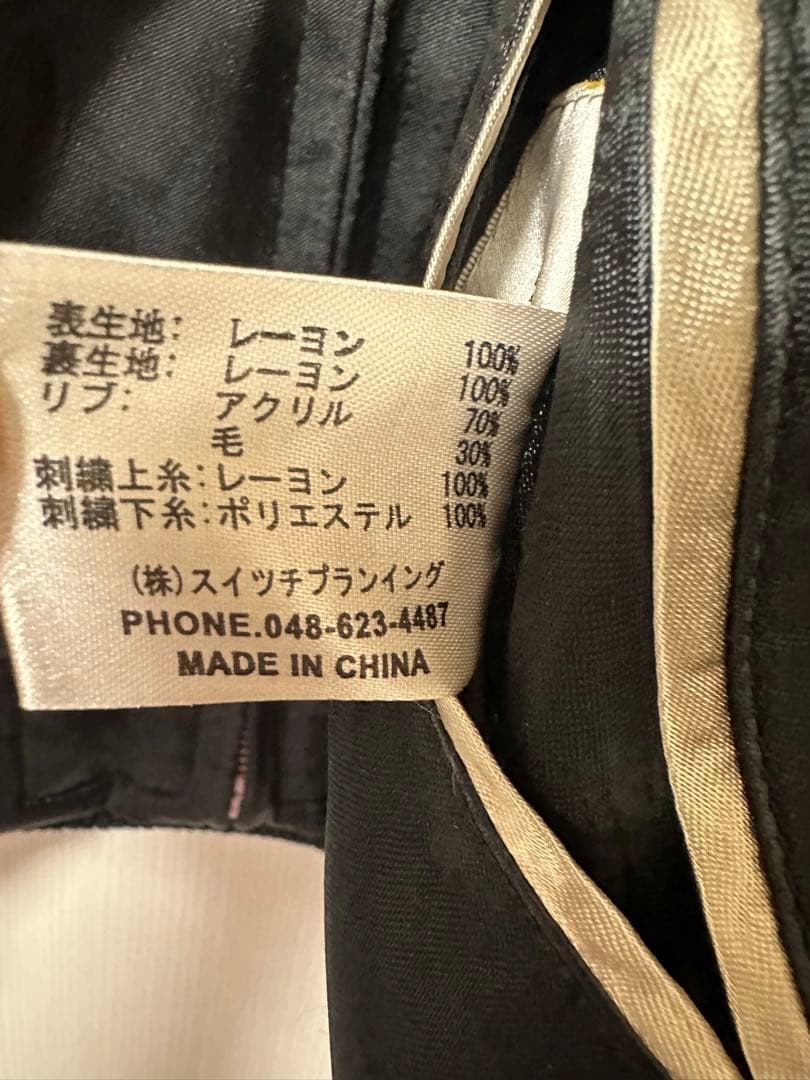 表生地: レーヨン 100%
裏生地: レーヨン 100%
リブ: アクリル 70%
毛 30%
刺繍上糸:レーヨン 100%
刺繍下糸:ポリエステル 100%
(株)スイッチプランイング
PHONE.048-623-4487
MADE IN CHINA